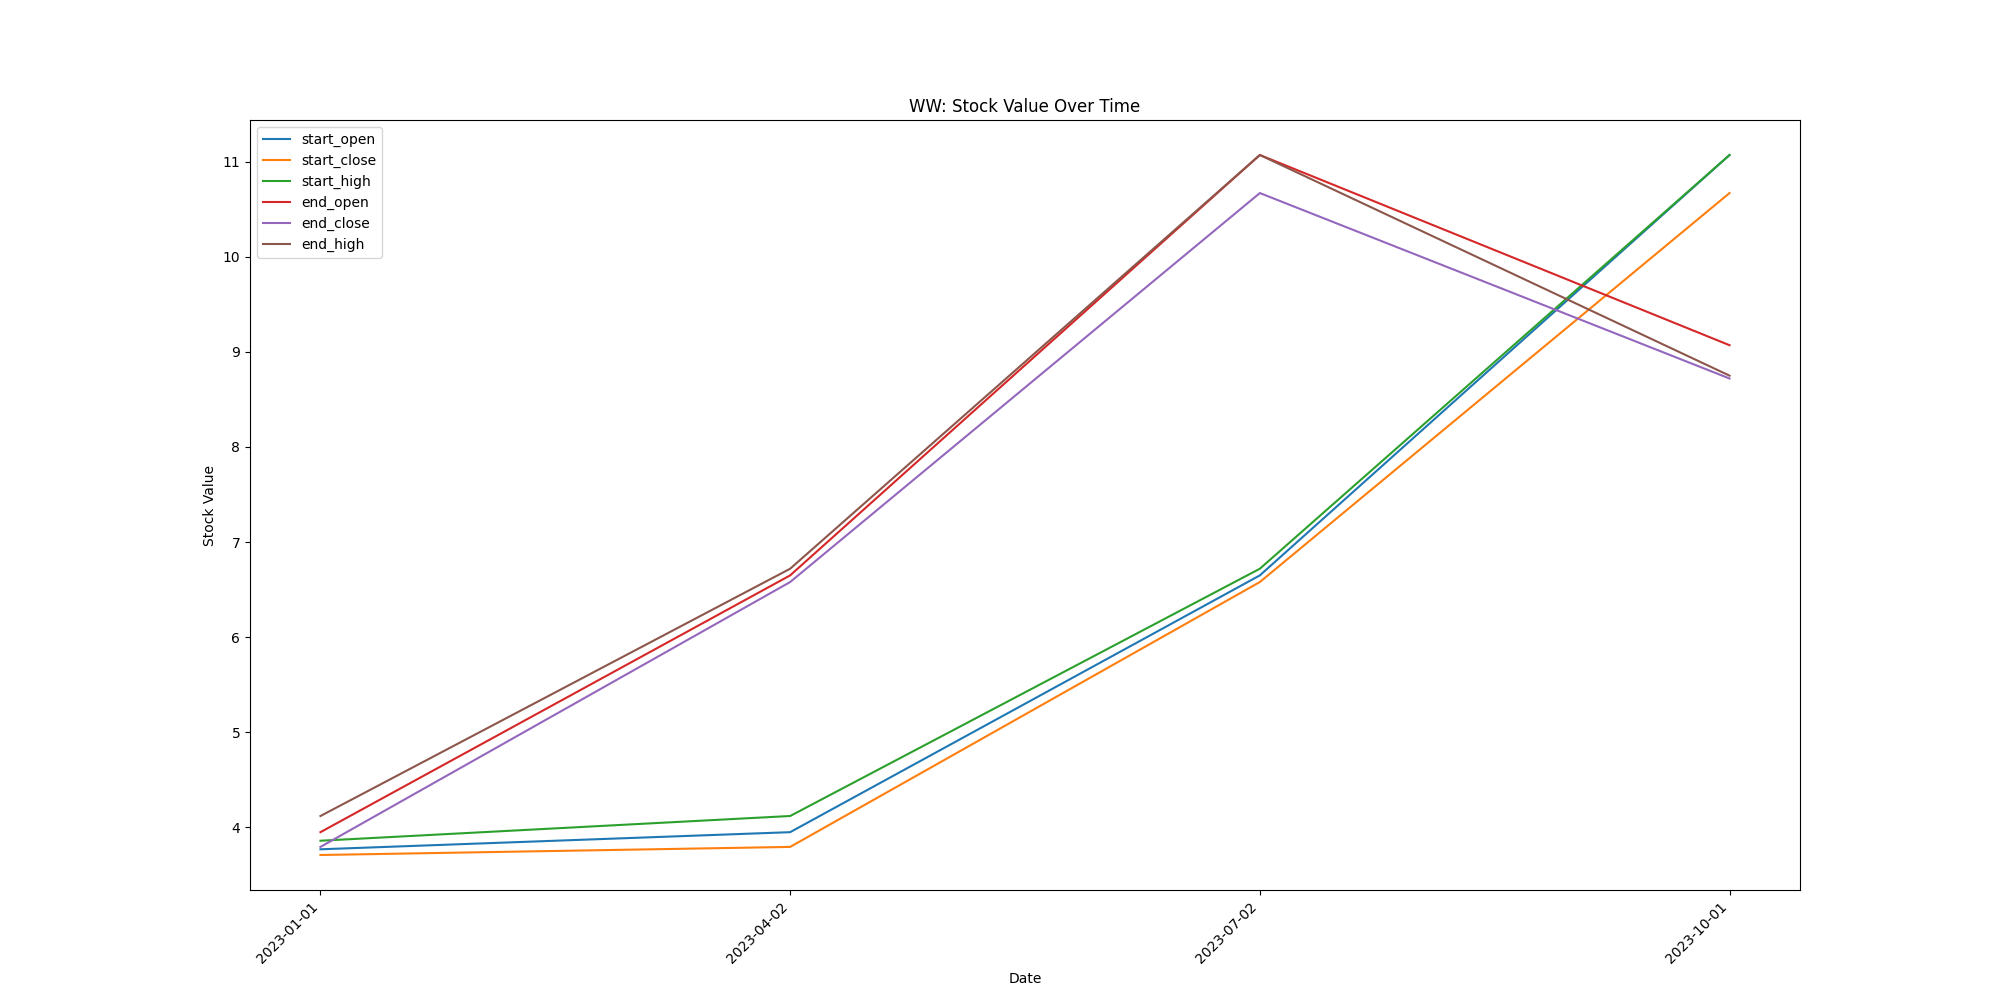 WW: Stock Value Over Time
start_open
start_close
start_high
end_open
end_close
end_high
11
10
9
8
7
6
5
4
Stock Value
2023-01-01
2023-04-02
2023-07-02
2023-10-01
Date